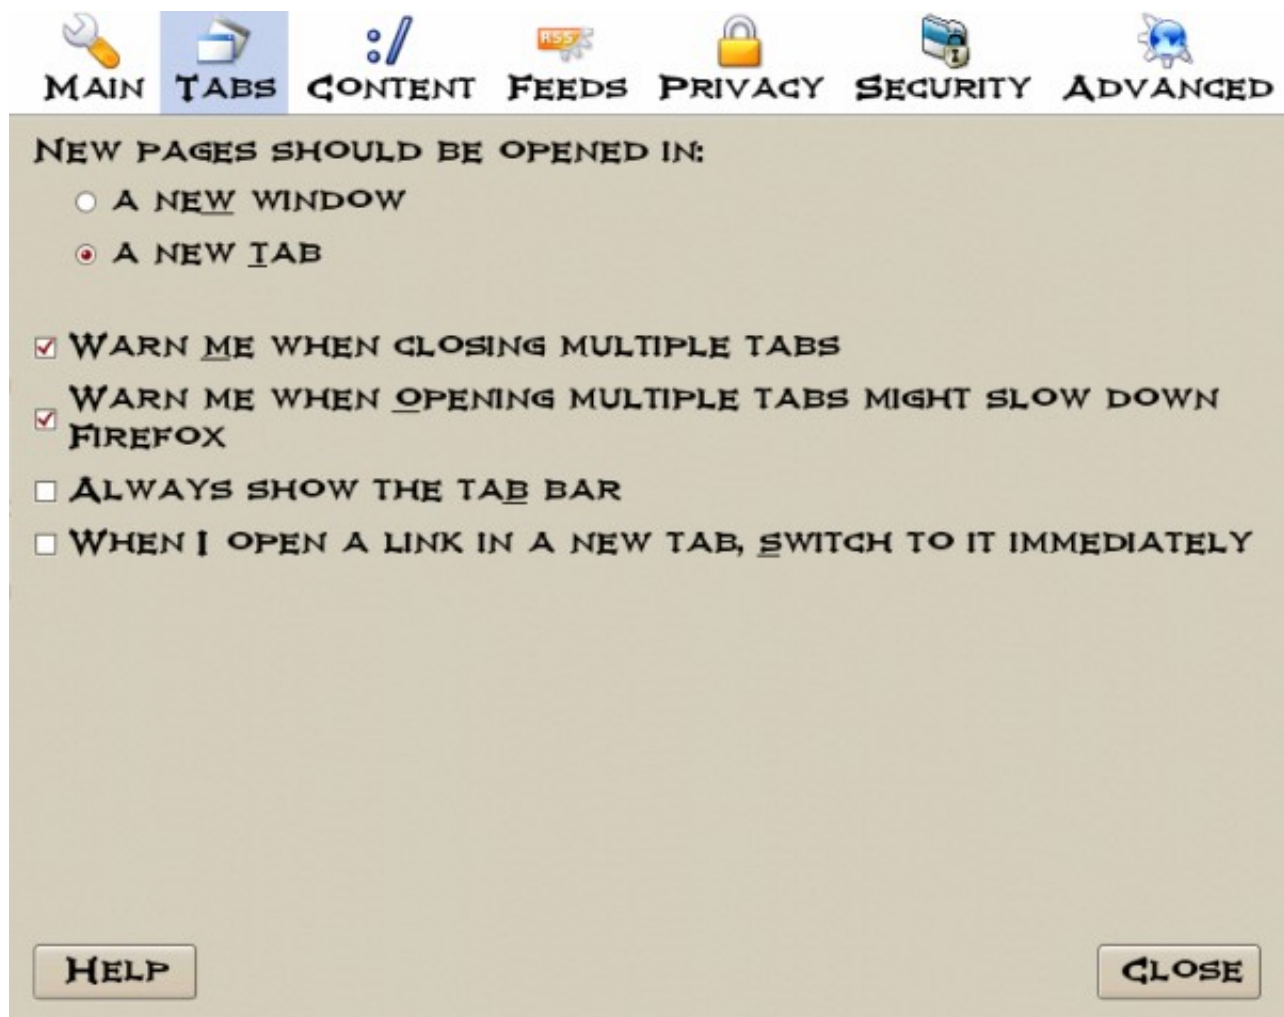 RSS
Main Tabs Content Feeds Privacy Security Advanced
New pages should be opened in:
a new window
a new tab
Warn me when closing multiple tabs
Warn me when opening multiple tabs might slow down
Firefox
Always show the tab bar
When I open a link in a new tab, switch to it immediately
Help Close